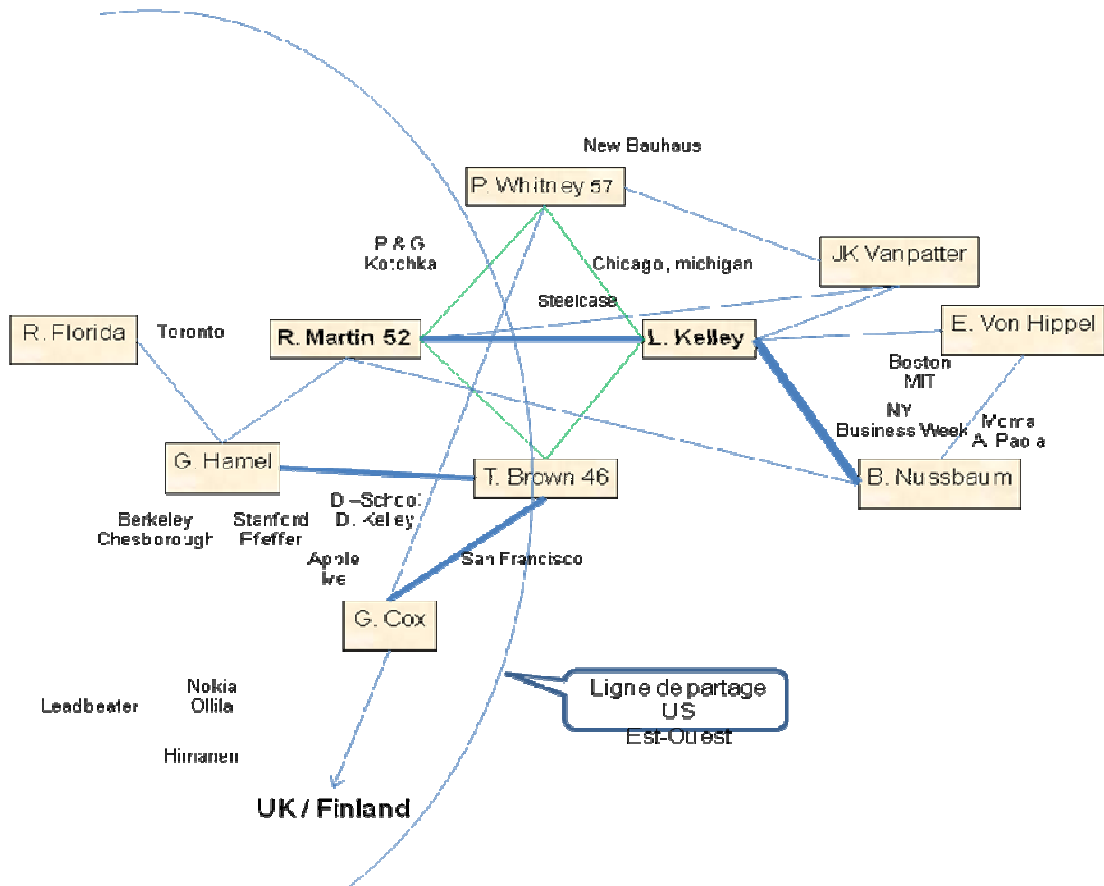 New Bauhaus
P. Whitney 57
P & G
Kotchka
Chicago, michigan
JK Vanpatter
Steelcase
R. Florida
Toronto
R. Martin 52
L. Kelley
E. Von Hippel
Boston
MIT
NY
Business Week
A. Paola
G. Hamel
T. Brown 46
B. Nussbaum
D.-School
D. Kelley
Berkeley
Chesborough
Stanford
Pfeffer
Apple
Ive
San Francisco
G. Cox
Ligne de partage
US
Est-Ouest
Leadbeater
Nokia
Ollila
Himanen
UK / Finland